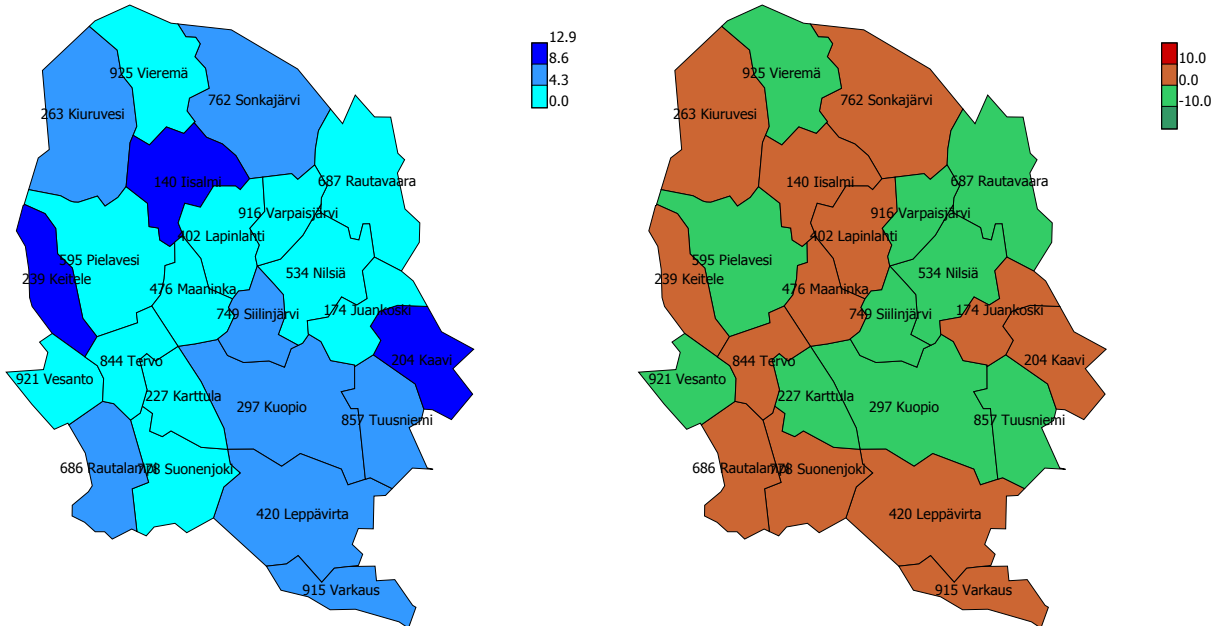 12.9
8.6
4.3
0.0
925 Vieremä
762 Sonkajärvi
263 Kiuruvesi
140 Iisalmi
687 Rautavaara
916 Varpaisjärvi
402 Lapinlahti
595 Pielavesi
239 Keitele
534 Nilsiä
476 Maaninka
749 Siilinjärvi
174 Juankoski
844 Tervo
204 Kaavi
921 Vesanto
227 Karttula
297 Kuopio
857 Tuusniemi
686 Rautalampi
778 Suonenjoki
420 Leppävirta
915 Varkaus
10.0
0.0
-10.0
925 Vieremä
762 Sonkajärvi
263 Kiuruvesi
140 Iisalmi
687 Rautavaara
916 Varpaisjärvi
402 Lapinlahti
595 Pielavesi
239 Keitele
534 Nilsiä
476 Maaninka
749 Siilinjärvi
174 Juankoski
844 Tervo
204 Kaavi
921 Vesanto
227 Karttula
297 Kuopio
857 Tuusniemi
686 Rautalampi
778 Suonenjoki
420 Leppävirta
915 Varkaus